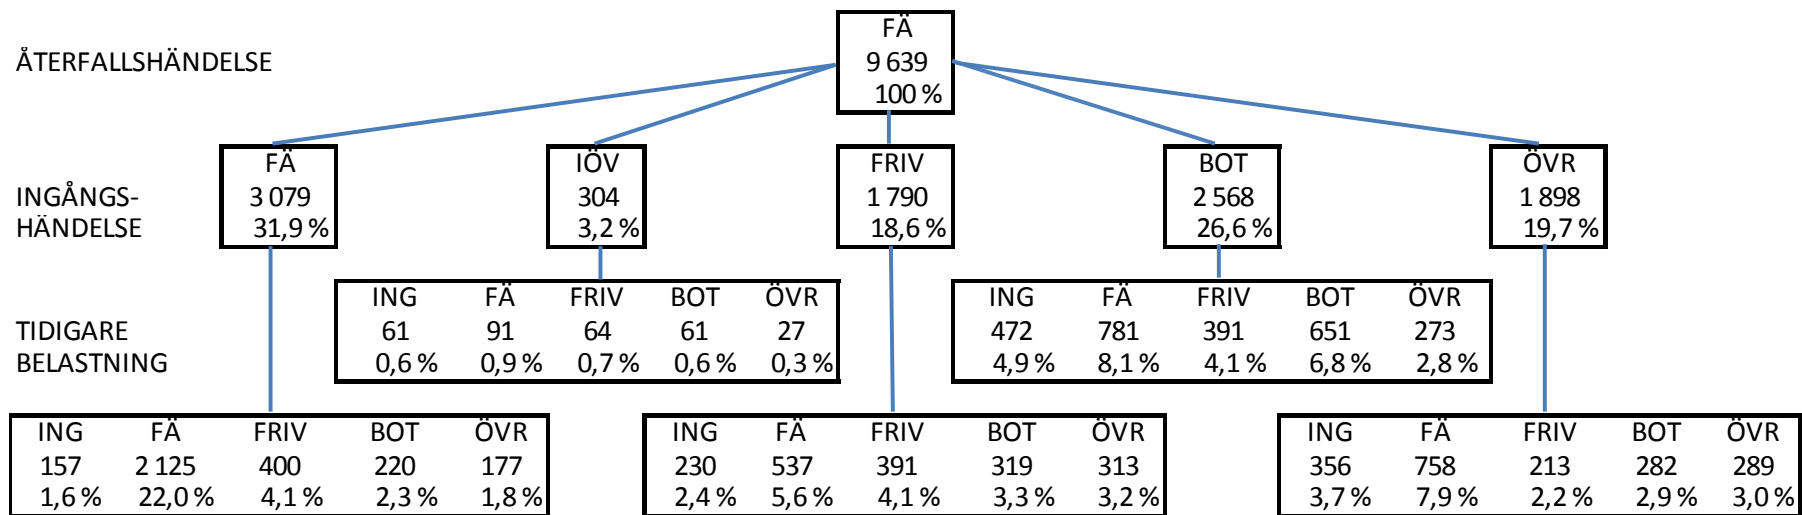 FÄ
ÅTERFALLSHÄNDELSE 9 639
100 %
FÄ IÖV FRIV BOT ÖVR
INGÅNGS- 3 079 304 1 790 2 568 1 898
HÄNDELSE 31,9 % 3,2 % 18,6 % 26,6 % 19,7 %
ING FÄ FRIV BOT ÖVR ING FÄ FRIV BOT ÖVR
TIDIGARE 61 91 64 61 27 472 781 391 651 273
BELASTNING 0,6 % 0,9 % 0,7 % 0,6 % 0,3 % 4,9 % 8,1 % 4,1 % 6,8 % 2,8 %
ING FÄ FRIV BOT ÖVR ING FÄ FRIV BOT ÖVR ING FÄ FRIV BOT ÖVR
157 2 125 400 220 177 230 537 391 319 313 356 758 213 282 289
1,6 % 22,0 % 4,1 % 2,3 % 1,8 % 2,4 % 5,6 % 4,1 % 3,3 % 3,2 % 3,7 % 7,9 % 2,2 % 2,9 % 3,0 %